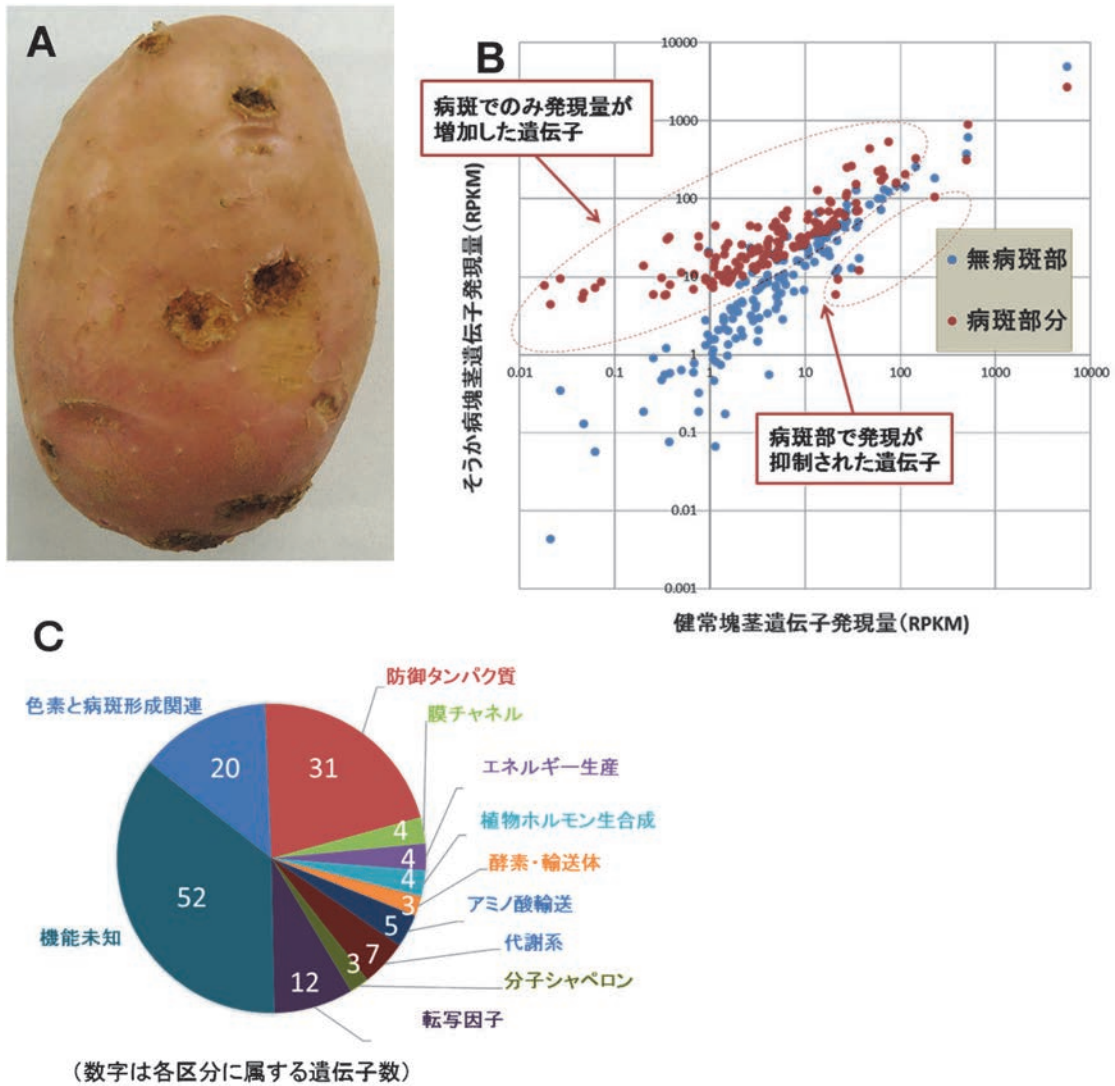 A
B
病斑でのみ発現量が
増加した遺伝子
そうか病塊茎遺伝子発現量(RPKM)
10000
1000
100
10
1
0.1
0.01
0.001
0.01
0.1
1
10
100
1000
10000
無病斑部
病斑部分
病斑部で発現が
抑制された遺伝子
健常塊茎遺伝子発現量(RPKM)
C
防御タンパク質
色素と病斑形成関連
膜チャネル
エネルギー生産
植物ホルモン生合成
酵素・輸送体
アミノ酸輸送
代謝系
分子シャペロン
転写因子
機能未知
20
31
4
4
4
3
5
7
3
12
52
(数字は各区分に属する遺伝子数)